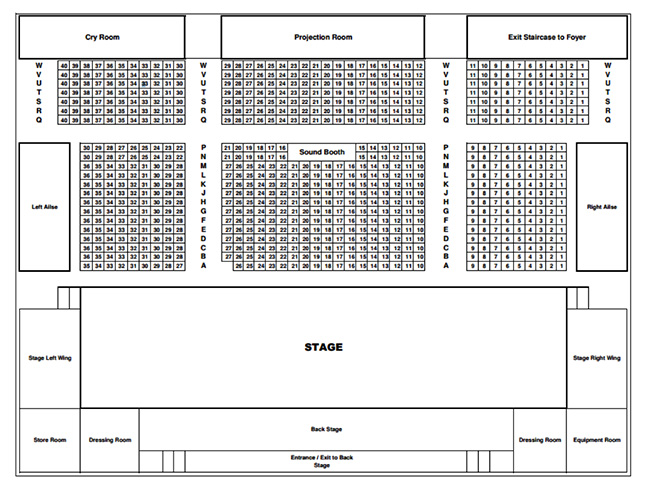 Cry Room Projection Room Exit Staircase to Foyer
W 40 39 38 37 36 35 34 33 32 31 30 W 29 28 27 26 25 24 23 22 21 20 19 18 17 16 15 14 13 12 W 11 10 9 8 7 6 5 4 3 2 1 W
V 40 39 38 37 36 35 34 33 32 31 30 V 29 28 27 26 25 24 23 22 21 20 19 18 17 16 15 14 13 12 V 11 10 9 8 7 6 5 4 3 2 1 V
U 40 39 38 37 36 35 34 33 32 31 30 U 29 28 27 26 25 24 23 22 21 20 19 18 17 16 15 14 13 12 U 11 10 9 8 7 6 5 4 3 2 1 U
T 40 39 38 37 36 35 34 33 32 31 30 T 29 28 27 26 25 24 23 22 21 20 19 18 17 16 15 14 13 12 T 11 10 9 8 7 6 5 4 3 2 1 T
S 40 39 38 37 36 35 34 33 32 31 30 S 29 28 27 26 25 24 23 22 21 20 19 18 17 16 15 14 13 12 S 11 10 9 8 7 6 5 4 3 2 1 S
R 40 39 38 37 36 35 34 33 32 31 30 R 29 28 27 26 25 24 23 22 21 20 19 18 17 16 15 14 13 12 R 11 10 9 8 7 6 5 4 3 2 1 R
Q 40 39 38 37 36 35 34 33 32 31 30 Q 29 28 27 26 25 24 23 22 21 20 19 18 17 16 15 14 13 12 Q 11 10 9 8 7 6 5 4 3 2 1 Q
30 29 28 27 26 25 24 23 22 P 21 20 19 18 17 16 15 14 13 12 11 10 P 9 8 7 6 5 4 3 2 1
Sound Booth
30 29 28 27 26 25 24 23 22 N 21 20 19 18 17 16 15 14 13 12 11 10 N 9 8 7 6 5 4 3 2 1
36 35 34 33 32 31 30 29 28 M 27 26 25 24 23 22 21 20 19 18 17 16 15 14 13 12 11 10 M 9 8 7 6 5 4 3 2 1
36 35 34 33 32 31 30 29 28 L 27 26 25 24 23 22 21 20 19 18 17 16 15 14 13 12 11 10 L 9 8 7 6 5 4 3 2 1
36 35 34 33 32 31 30 29 28 K 27 26 25 24 23 22 21 20 19 18 17 16 15 14 13 12 11 10 K 9 8 7 6 5 4 3 2 1
36 35 34 33 32 31 30 29 28 J 27 26 25 24 23 22 21 20 19 18 17 16 15 14 13 12 11 10 J 9 8 7 6 5 4 3 2 1
36 35 34 33 32 31 30 29 28 H 27 26 25 24 23 22 21 20 19 18 17 16 15 14 13 12 11 10 H 9 8 7 6 5 4 3 2 1
Left Ailse Right Ailse
36 35 34 33 32 31 30 29 28 G 27 26 25 24 23 22 21 20 19 18 17 16 15 14 13 12 11 10 G 9 8 7 6 5 4 3 2 1
36 35 34 33 32 31 30 29 28 F 27 26 25 24 23 22 21 20 19 18 17 16 15 14 13 12 11 10 F 9 8 7 6 5 4 3 2 1
36 35 34 33 32 31 30 29 28 E 27 26 25 24 23 22 21 20 19 18 17 16 15 14 13 12 11 10 E 9 8 7 6 5 4 3 2 1
36 35 34 33 32 31 30 29 28 D 27 26 25 24 23 22 21 20 19 18 17 16 15 14 13 12 11 10 D 9 8 7 6 5 4 3 2 1
36 35 34 33 32 31 30 29 28 C 27 26 25 24 23 22 21 20 19 18 17 16 15 14 13 12 11 10 C 9 8 7 6 5 4 3 2 1
36 35 34 33 32 31 30 29 28 B 27 26 25 24 23 22 21 20 19 18 17 16 15 14 13 12 11 10 B 9 8 7 6 5 4 3 2 1
35 34 33 32 31 30 29 28 27 A 26 25 24 23 22 21 20 19 18 17 16 15 14 13 12 11 10 A 9 8 7 6 5 4 3 2 1
STAGE
Stage Left Wing Stage Right Wing
Back Stage
Store Room Dressing Room Dressing Room Equipment Room
Entrance / Exit to Back
Stage